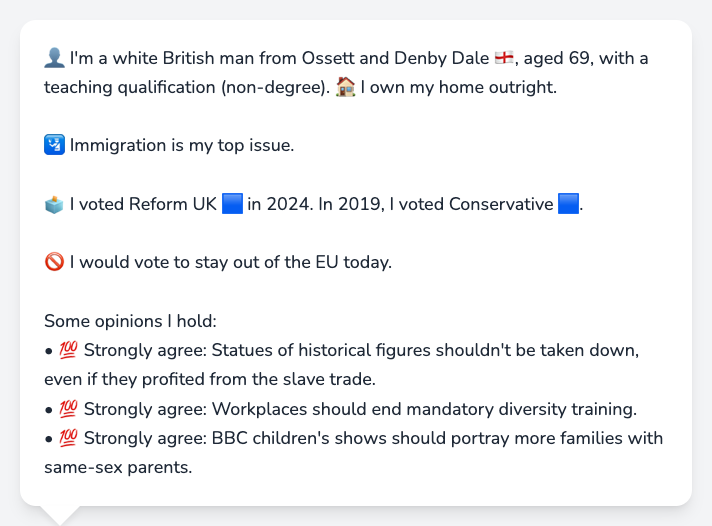 👤 I'm a white British man from Ossett and Denby Dale 🏴󠁧󠁢󠁥󠁮󠁧󠁿, aged 69, with a
teaching qualification (non-degree). 🏠 I own my home outright.
🛂 Immigration is my top issue.
🗳️ I voted Reform UK 🟦 in 2024. In 2019, I voted Conservative 🟦.
🚫 I would vote to stay out of the EU today.
Some opinions I hold:
• 💯 Strongly agree: Statues of historical figures shouldn't be taken down,
even if they profited from the slave trade.
• 💯 Strongly agree: Workplaces should end mandatory diversity training.
• 💯 Strongly agree: BBC children's shows should portray more families with
same-sex parents.